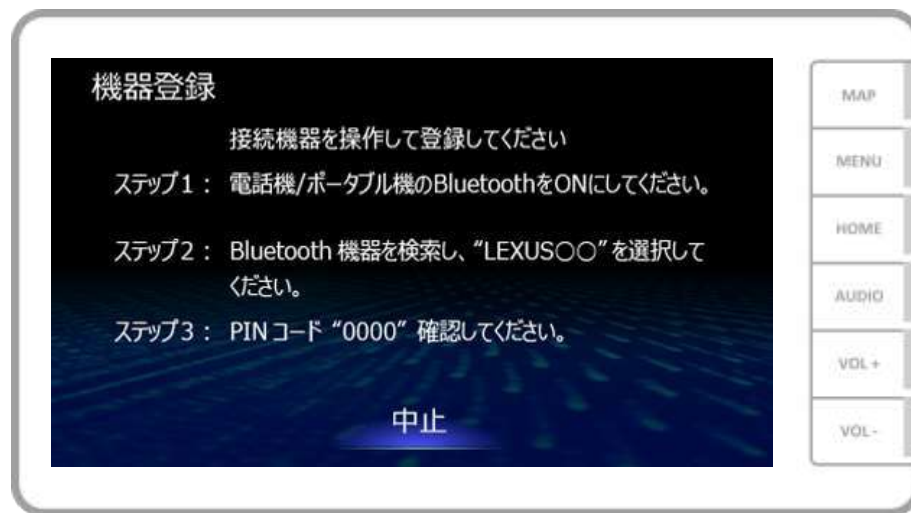 機器登録
接続機器を操作して登録してください
ステップ1： 電話機/ポータブル機のBluetoothをONにしてください。
ステップ2： Bluetooth 機器を検索し、“LEXUS○○”を選択して
ください。
ステップ3： PINコード “0000” 確認してください。
中止
MAP
MENU
HOME
AUDIO
VOL +
VOL -